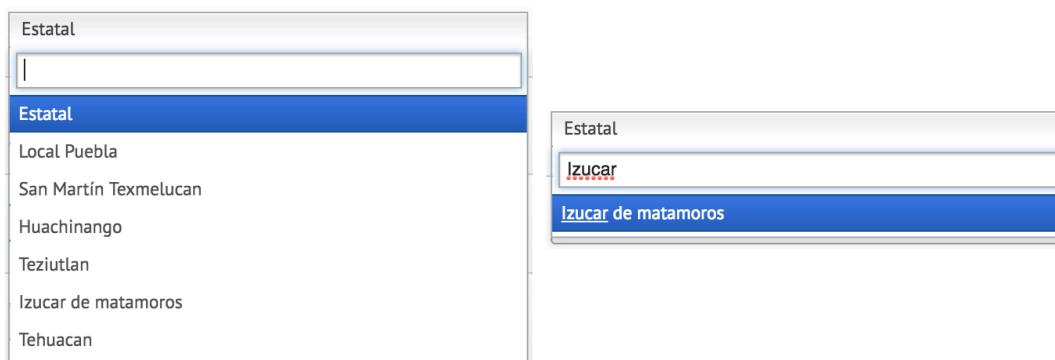 Estatal
Estatal
Local Puebla
San Martín Texmelucan
Huachinango
Teziutlan
Izucar de matamoros
Tehuacan
Estatal
Izucar
Izucar de matamoros